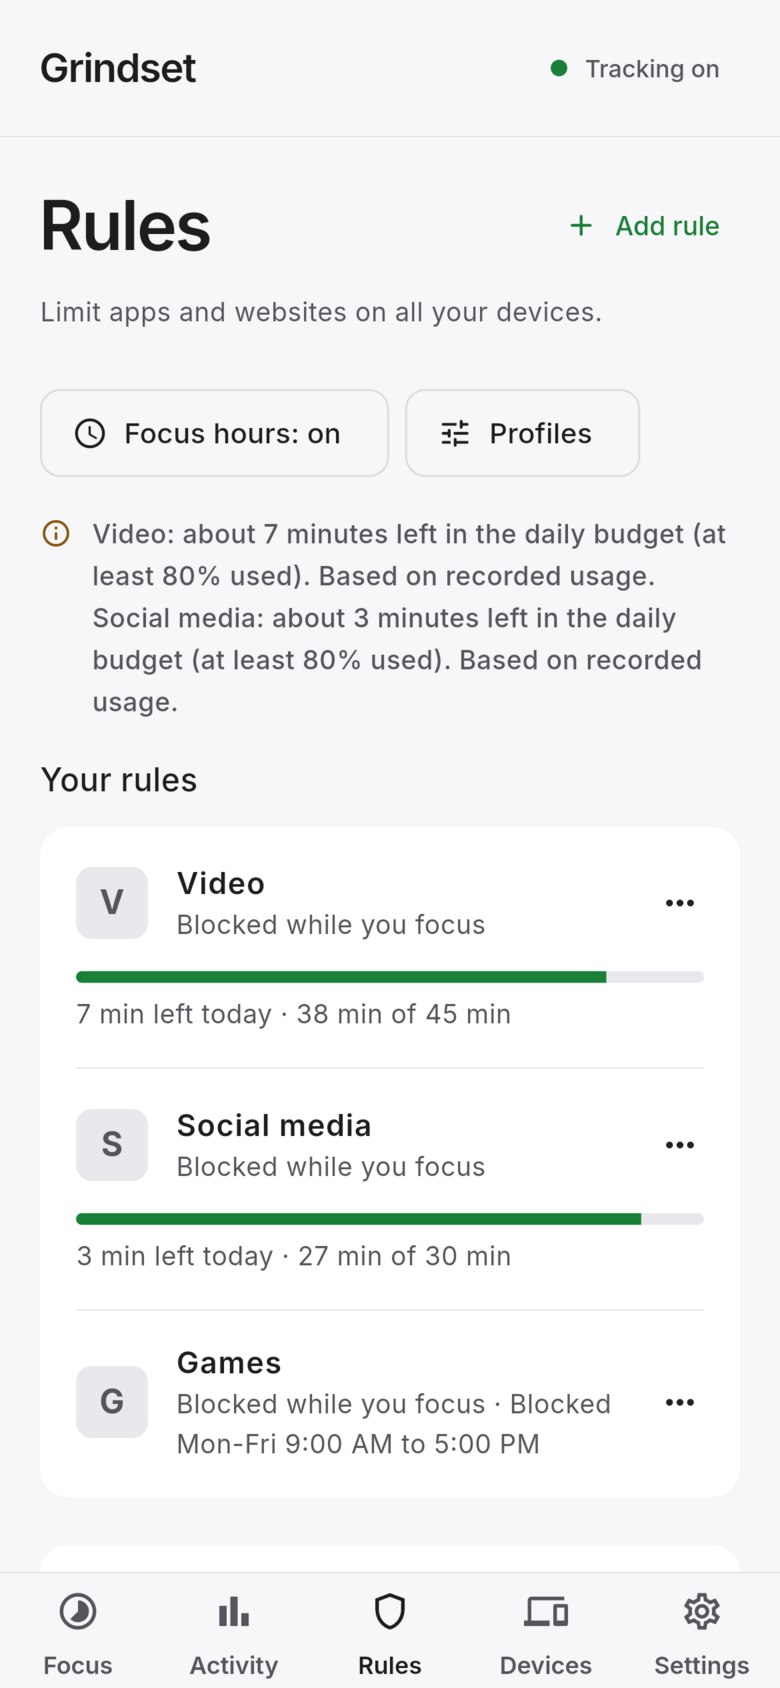 Grindset
Tracking on
Rules
Add rule
Limit apps and websites on all your devices.
Focus hours: on
Profiles
Video: about 7 minutes left in the daily budget (at
least 80% used). Based on recorded usage.
Social media: about 3 minutes left in the daily
budget (at least 80% used). Based on recorded
usage.
Your rules
V
Video
Blocked while you focus
7 min left today · 38 min of 45 min
S
Social media
Blocked while you focus
3 min left today · 27 min of 30 min
G
Games
Blocked while you focus · Blocked
Mon-Fri 9:00 AM to 5:00 PM
Focus
Activity
Rules
Devices
Settings